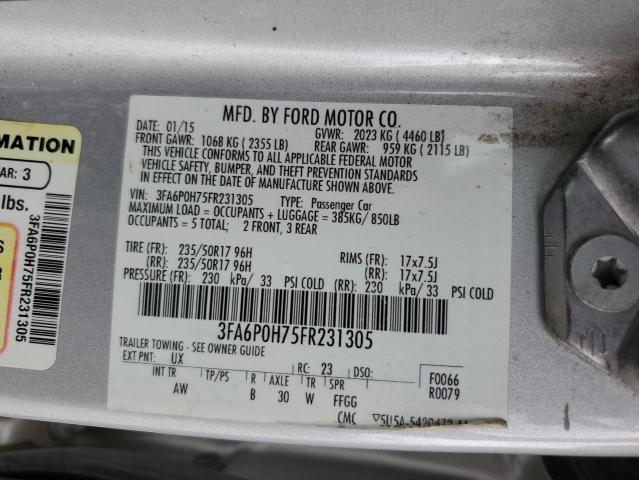 MFD. BY FORD MOTOR CO.
DATE: 01/15 GVWR: 2023 KG ( 4460 LB)
FRONT GAWR: 1068 KG ( 2355 LB) REAR GAWR: 959 KG ( 2115 LB)
THIS VEHICLE CONFORMS TO ALL APPLICABLE FEDERAL MOTOR
VEHICLE SAFETY, BUMPER, AND THEFT PREVENTION STANDARDS
IN EFFECT ON THE DATE OF MANUFACTURE SHOWN ABOVE.
VIN: 3FA6P0H75FR231305 TYPE: Passenger Car
MAXIMUM LOAD = OCCUPANTS + LUGGAGE = 385KG/ 850LB
OCCUPANTS = 5 TOTAL; 2 FRONT, 3 REAR
TIRE (FR): 235/50R17 96H RIMS (FR): 17x7.5J
(RR): 235/50R17 96H (RR): 17x7.5J
PRESSURE (FR): 230 kPa/ 33 PSI COLD (RR): 230 kPa/ 33 PSI COLD
3FA6P0H75FR231305
TRAILER TOWING - SEE OWNER GUIDE
EXT PNT: UX RC: 23 DSO: F0066
INT TR TP/PS R AXLE TR SPR R0079
AW B 30 W FFGG
CMC
RMATION
AR: 3
lbs.
3FA6P0H75FR231305